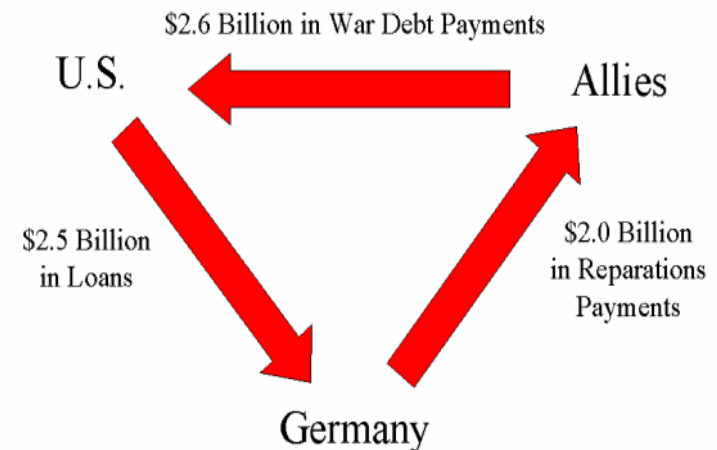 $2.6 Billion in War Debt Payments
U.S.
Allies
$2.5 Billion
in Loans
$2.0 Billion
in Reparations
Payments
Germany